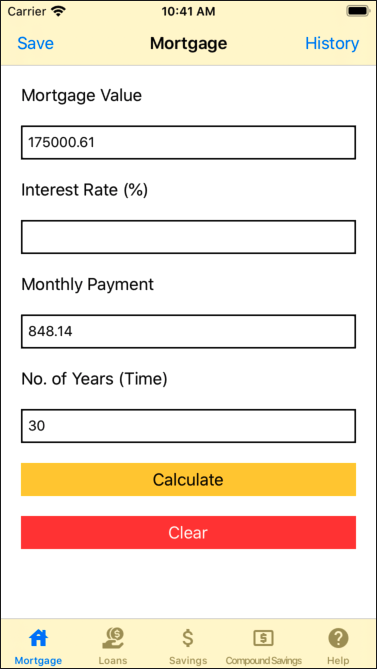 Carrier 10:41 AM
Save Mortgage History
Mortgage Value
175000.61
Interest Rate (%)
Monthly Payment
848.14
No. of Years (Time)
30
Calculate
Clear
Mortgage Loans Savings Compound Savings Help